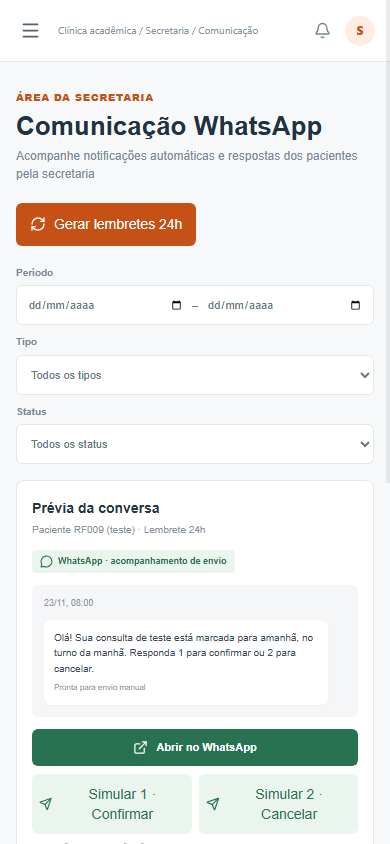 Clínica acadêmica / Secretaria / Comunicação
S
ÁREA DA SECRETARIA
Comunicação WhatsApp
Acompanhe notificações automáticas e respostas dos pacientes
pela secretaria
Gerar lembretes 24h
Período
dd/mm/aaaa – dd/mm/aaaa
Tipo
Todos os tipos
Status
Todos os status
Prévia da conversa
Paciente RF009 (teste) · Lembrete 24h
WhatsApp · acompanhamento de envio
23/11, 08:00
Olá! Sua consulta de teste está marcada para amanhã, no
turno da manhã. Responda 1 para confirmar ou 2 para
cancelar.
Pronta para envio manual
Abrir no WhatsApp
Simular 1 ·
Confirmar
Simular 2 ·
Cancelar